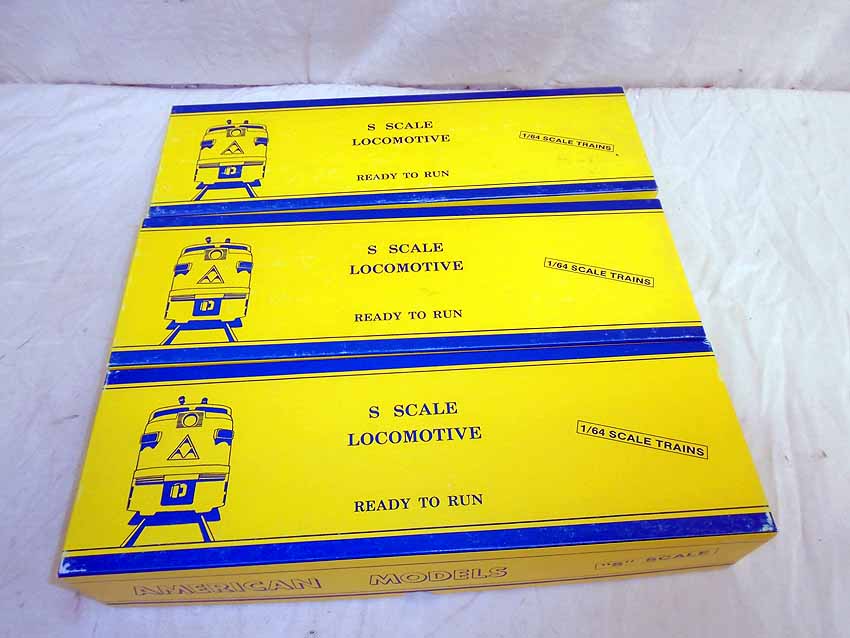 S SCALE
LOCOMOTIVE
1/64 SCALE TRAINS
READY TO RUN
S SCALE
LOCOMOTIVE
1/64 SCALE TRAINS
READY TO RUN
S SCALE
LOCOMOTIVE
1/64 SCALE TRAINS
READY TO RUN
AMERICAN MODELS "S" SCALE